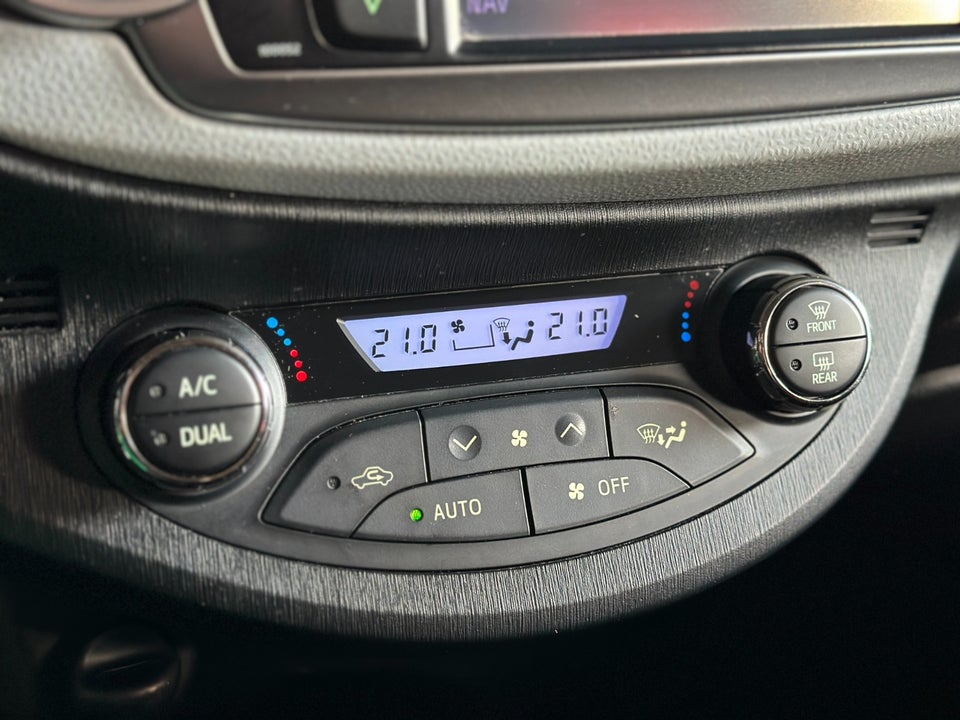 NAV
21.0 21.0
FRONT
REAR
A/C
DUAL
AUTO
OFF